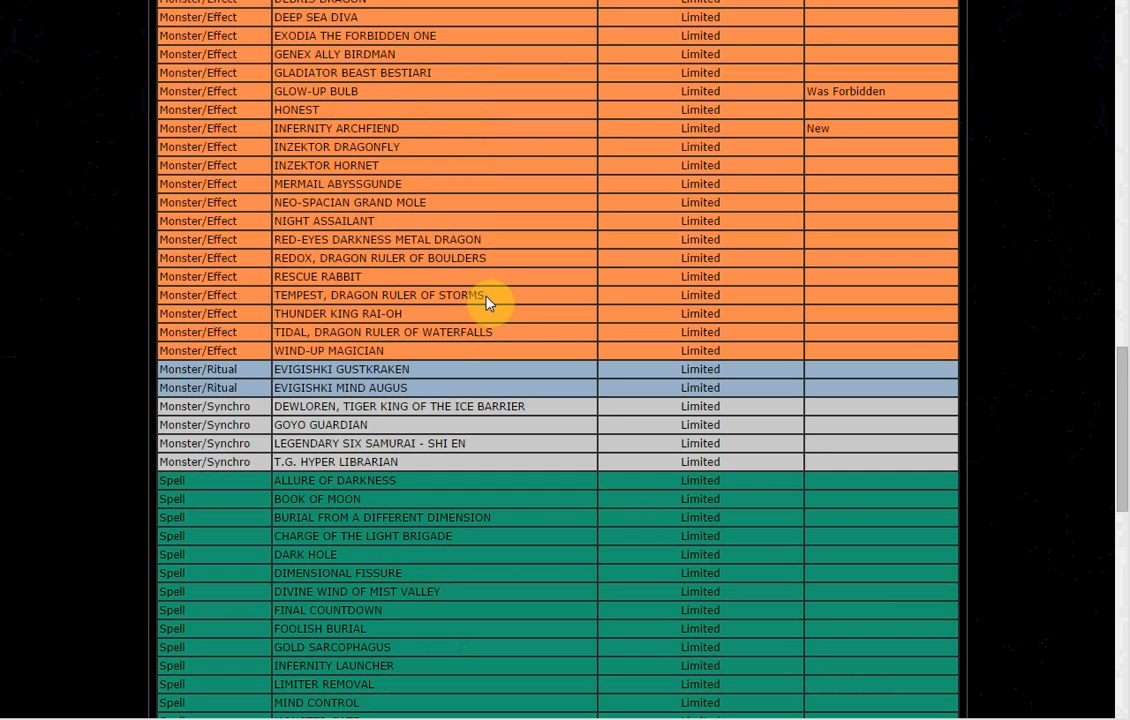 Monster/Effect DEBRIS DRAGON Limited
Monster/Effect DEEP SEA DIVA Limited
Monster/Effect EXODIA THE FORBIDDEN ONE Limited
Monster/Effect GENEX ALLY BIRDMAN Limited
Monster/Effect GLADIATOR BEAST BESTIARI Limited
Monster/Effect GLOW-UP BULB Limited Was Forbidden
Monster/Effect HONEST Limited
Monster/Effect INFERNITY ARCHFIEND Limited New
Monster/Effect INZEKTOR DRAGONFLY Limited
Monster/Effect INZEKTOR HORNET Limited
Monster/Effect MERMAIL ABYSSGUNDE Limited
Monster/Effect NEO-SPACIAN GRAND MOLE Limited
Monster/Effect NIGHT ASSAILANT Limited
Monster/Effect RED-EYES DARKNESS METAL DRAGON Limited
Monster/Effect REDOX, DRAGON RULER OF BOULDERS Limited
Monster/Effect RESCUE RABBIT Limited
Monster/Effect TEMPEST, DRAGON RULER OF STORMS Limited
Monster/Effect THUNDER KING RAI-OH Limited
Monster/Effect TIDAL, DRAGON RULER OF WATERFALLS Limited
Monster/Effect WIND-UP MAGICIAN Limited
Monster/Ritual EVIGISHKI GUSTKRAKEN Limited
Monster/Ritual EVIGISHKI MIND AUGUS Limited
Monster/Synchro DEWLOREN, TIGER KING OF THE ICE BARRIER Limited
Monster/Synchro GOYO GUARDIAN Limited
Monster/Synchro LEGENDARY SIX SAMURAI - SHI EN Limited
Monster/Synchro T.G. HYPER LIBRARIAN Limited
Spell ALLURE OF DARKNESS Limited
Spell BOOK OF MOON Limited
Spell BURIAL FROM A DIFFERENT DIMENSION Limited
Spell CHARGE OF THE LIGHT BRIGADE Limited
Spell DARK HOLE Limited
Spell DIMENSIONAL FISSURE Limited
Spell DIVINE WIND OF MIST VALLEY Limited
Spell FINAL COUNTDOWN Limited
Spell FOOLISH BURIAL Limited
Spell GOLD SARCOPHAGUS Limited
Spell INFERNITY LAUNCHER Limited
Spell LIMITER REMOVAL Limited
Spell MIND CONTROL Limited